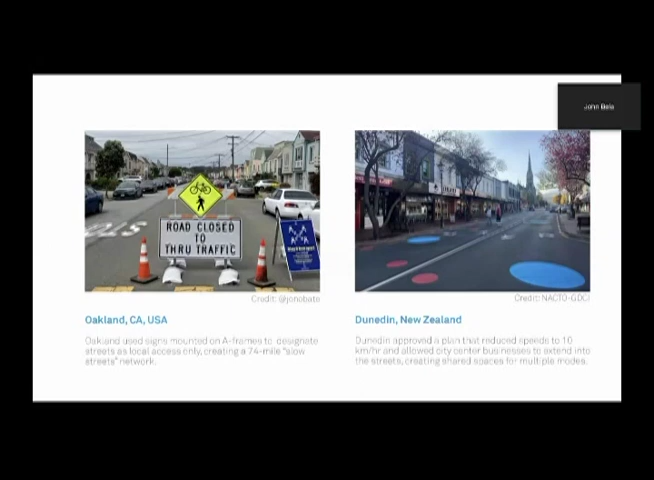 John Bela
ROAD CLOSED
TO
THRU TRAFFIC
Credit: @jonobate
Credit: NACTO-GDCI
Oakland, CA, USA
Oakland used signs mounted on A-frames to designate
streets as local access only, creating a 74-mile "slow
streets" network.
Dunedin, New Zealand
Dunedin approved a plan that reduced speeds to 10
km/hr and allowed city center businesses to extend into
the streets, creating shared spaces for multiple modes.